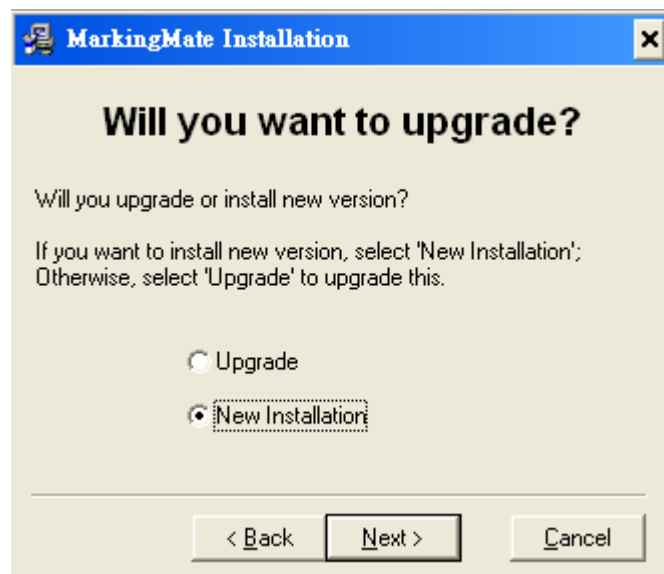 MarkingMate Installation
Will you want to upgrade?
Will you upgrade or install new version?
If you want to install new version, select 'New Installation';
Otherwise, select 'Upgrade' to upgrade this.
Upgrade
New Installation
< Back Next > Cancel